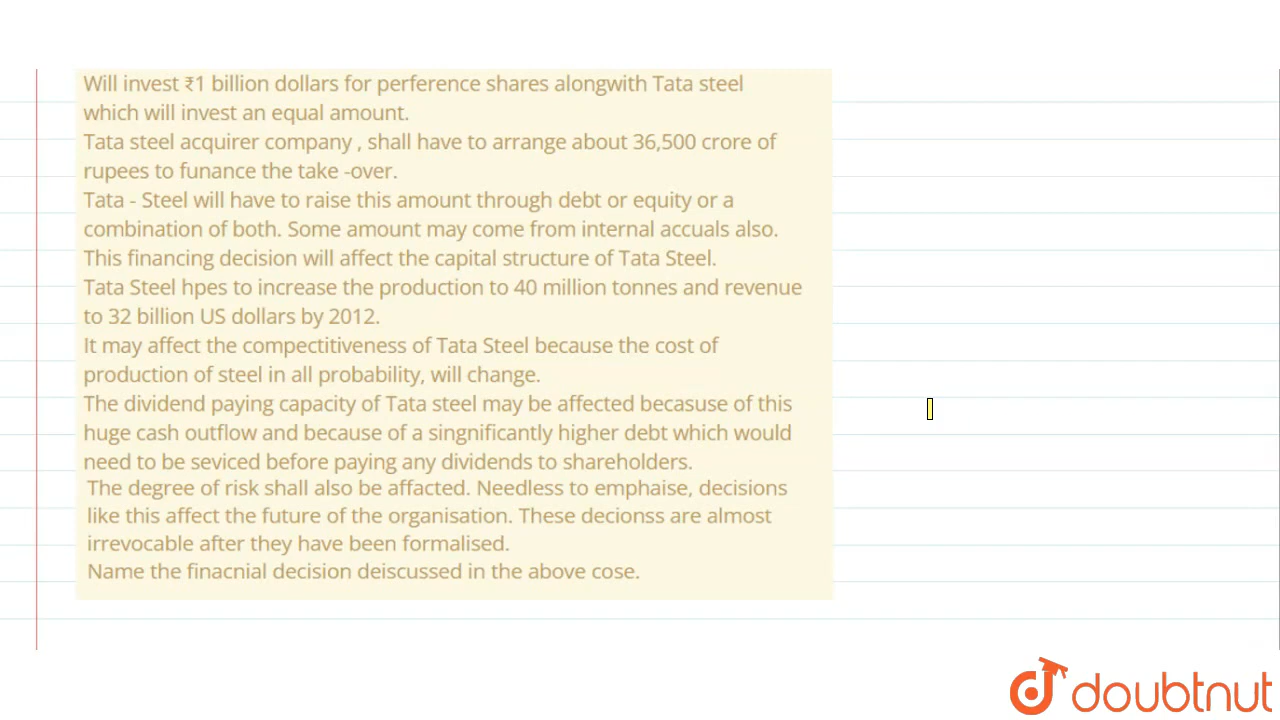 Will invest ₹1 billion dollars for perference shares alongwith Tata steel
which will invest an equal amount.
Tata steel acquirer company , shall have to arrange about 36,500 crore of
rupees to funance the take -over.
Tata - Steel will have to raise this amount through debt or equity or a
combination of both. Some amount may come from internal accuals also.
This financing decision will affect the capital structure of Tata Steel.
Tata Steel hpes to increase the production to 40 million tonnes and revenue
to 32 billion US dollars by 2012.
It may affect the compectitiveness of Tata Steel because the cost of
production of steel in all probability, will change.
The dividend paying capacity of Tata steel may be affected becasuse of this
huge cash outflow and because of a singnificantly higher debt which would
need to be seviced before paying any dividends to shareholders.
The degree of risk shall also be affacted. Needless to emphaise, decisions
like this affect the future of the organisation. These decionss are almost
irrevocable after they have been formalised.
Name the finacnial decision deiscussed in the above cose.
doubtnut